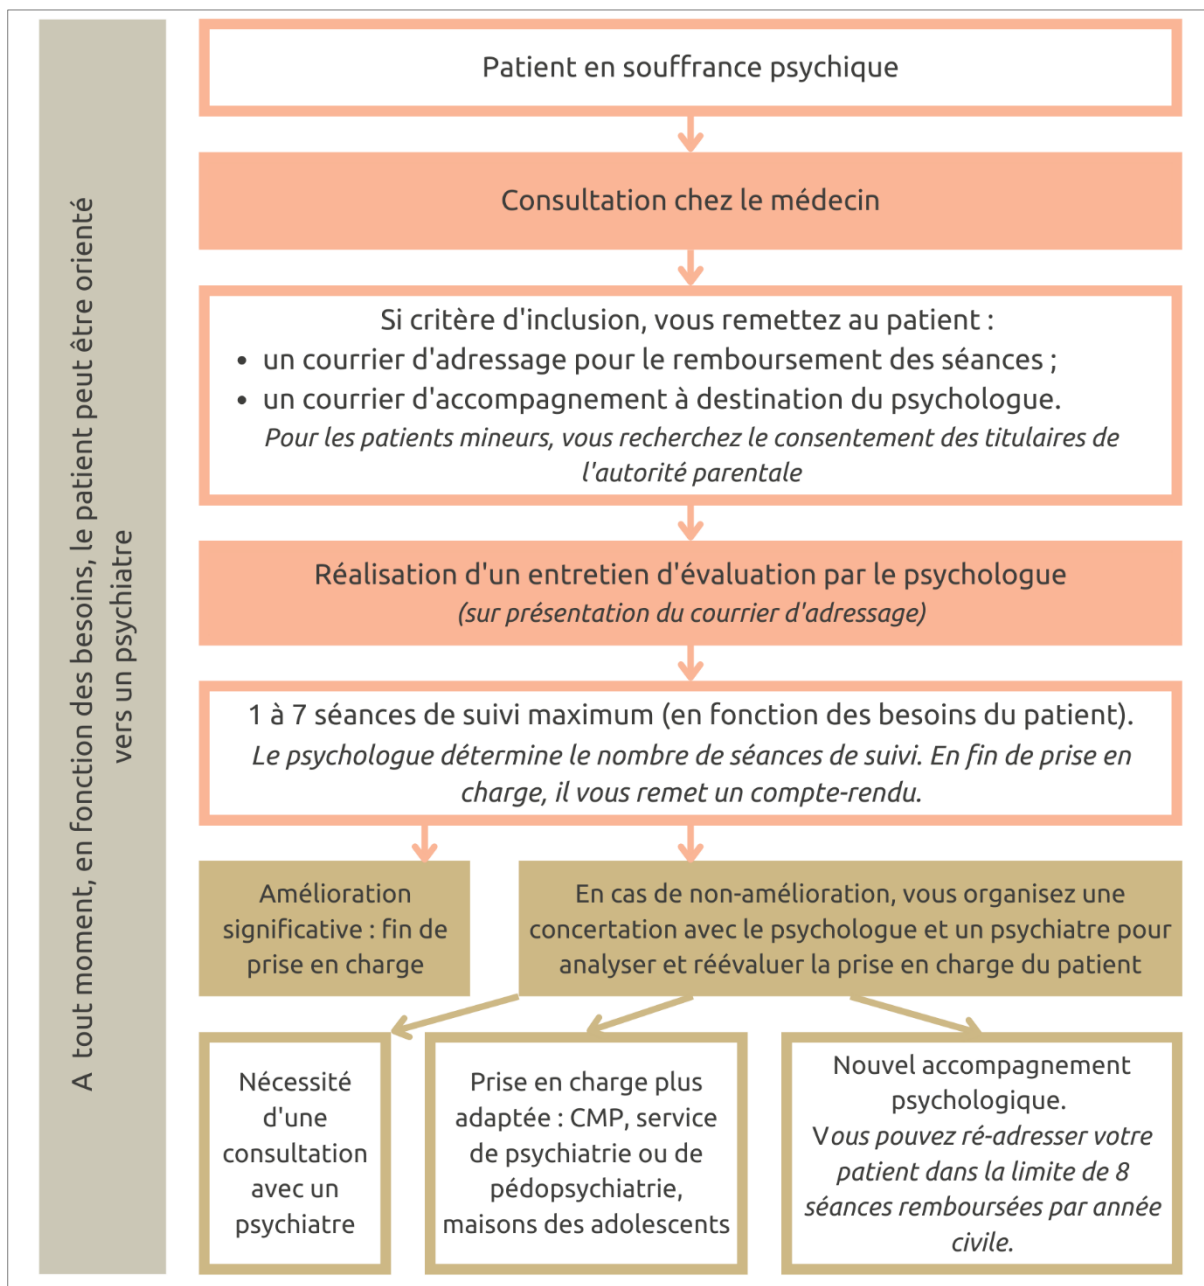 A tout moment, en fonction des besoins, le patient peut être orienté
vers un psychiatre
Patient en souffrance psychique
Consultation chez le médecin
Si critère d'inclusion, vous remettez au patient :
• un courrier d'adressage pour le remboursement des séances ;
• un courrier d'accompagnement à destination du psychologue.
Pour les patients mineurs, vous recherchez le consentement des titulaires de
l'autorité parentale
Réalisation d'un entretien d'évaluation par le psychologue
(sur présentation du courrier d'adressage)
1 à 7 séances de suivi maximum (en fonction des besoins du patient).
Le psychologue détermine le nombre de séances de suivi. En fin de prise en
charge, il vous remet un compte-rendu.
Amélioration
significative : fin de
prise en charge
En cas de non-amélioration, vous organisez une
concertation avec le psychologue et un psychiatre pour
analyser et réévaluer la prise en charge du patient
Nécessité
d'une
consultation
avec un
psychiatre
Prise en charge plus
adaptée : CMP, service
de psychiatrie ou de
pédopsychiatrie,
maisons des adolescents
Nouvel accompagnement
psychologique.
Vous pouvez ré-adresser votre
patient dans la limite de 8
séances remboursées par année
civile.